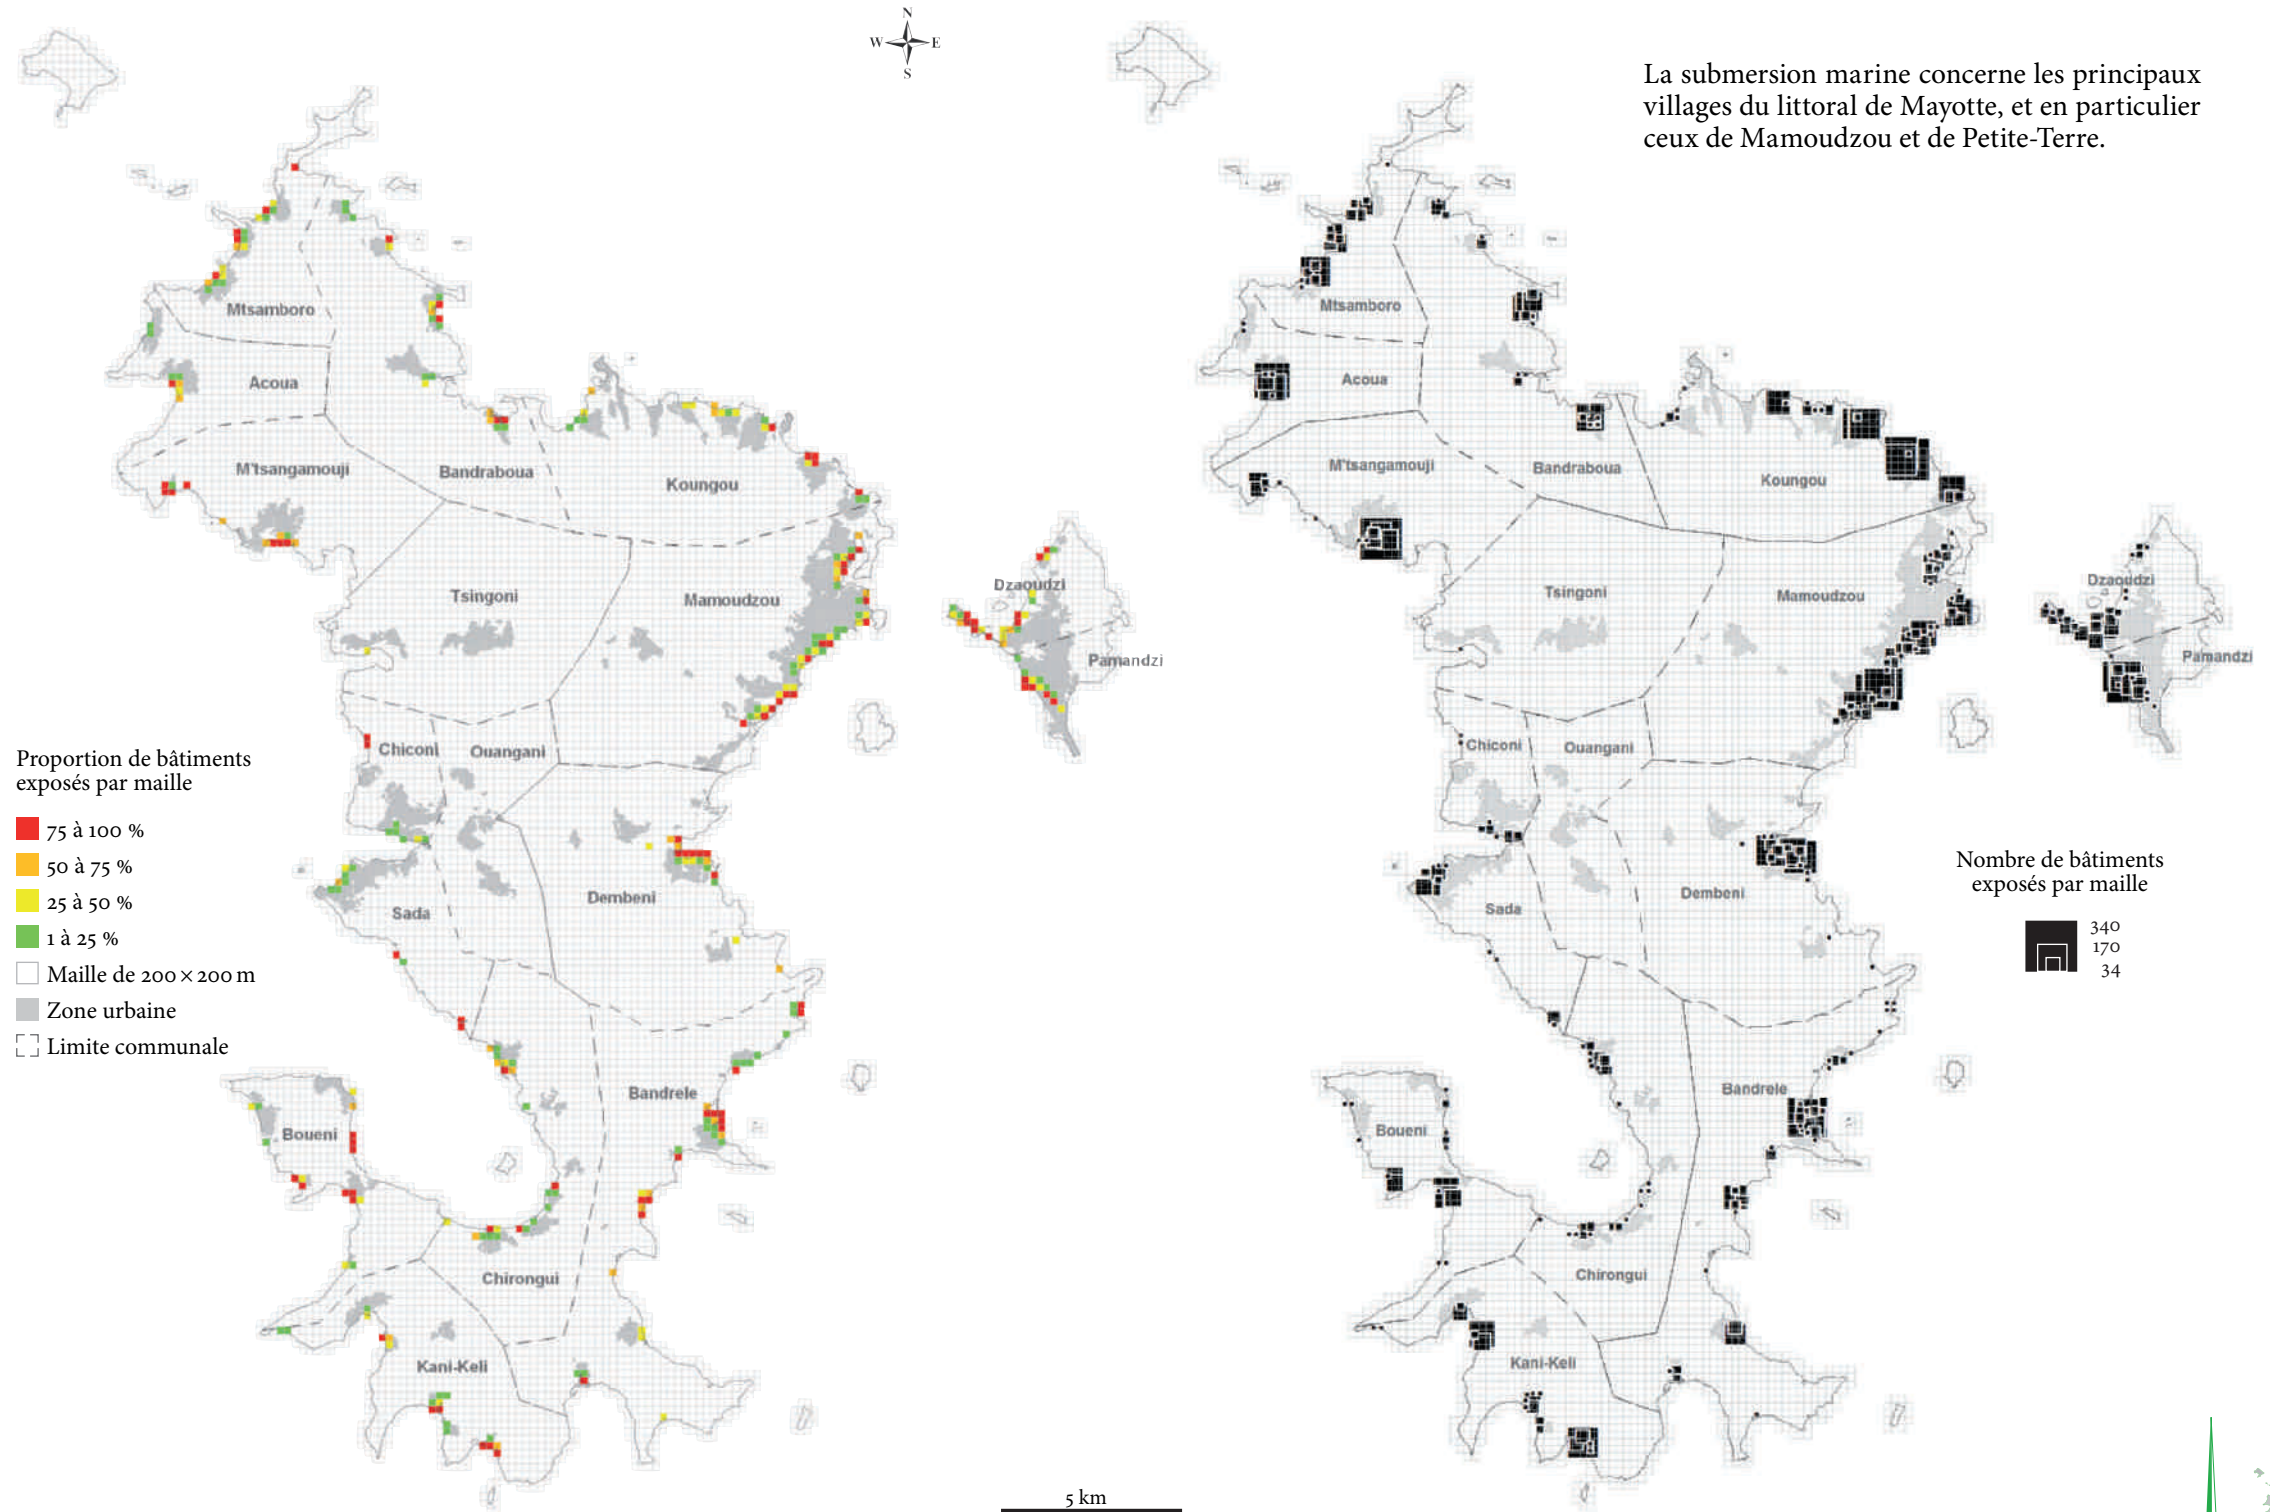 N
W E
S
La submersion marine concerne les principaux
villages du littoral de Mayotte, et en particulier
ceux de Mamoudzou et de Petite-Terre.
Mtsamboro
Acoua
M'tsangamouji
Bandraboua
Koungou
Dzaoudzi
Tsingoni
Mamoudzou
Pamandzi
Chiconi
Ouangani
Dembeni
Sada
Bandrele
Boueni
Chirongui
Kani-Keli
Proportion de bâtiments
exposés par maille
75 à 100 %
50 à 75 %
25 à 50 %
1 à 25 %
Maille de 200 × 200 m
Zone urbaine
Limite communale
Mtsamboro
Acoua
M'tsangamouji
Bandraboua
Koungou
Dzaoudzi
Tsingoni
Mamoudzou
Pamandzi
Chiconi
Ouangani
Dembeni
Sada
Bandrele
Boueni
Chirongui
Kani-Keli
Nombre de bâtiments
exposés par maille
340
170
34
5 km